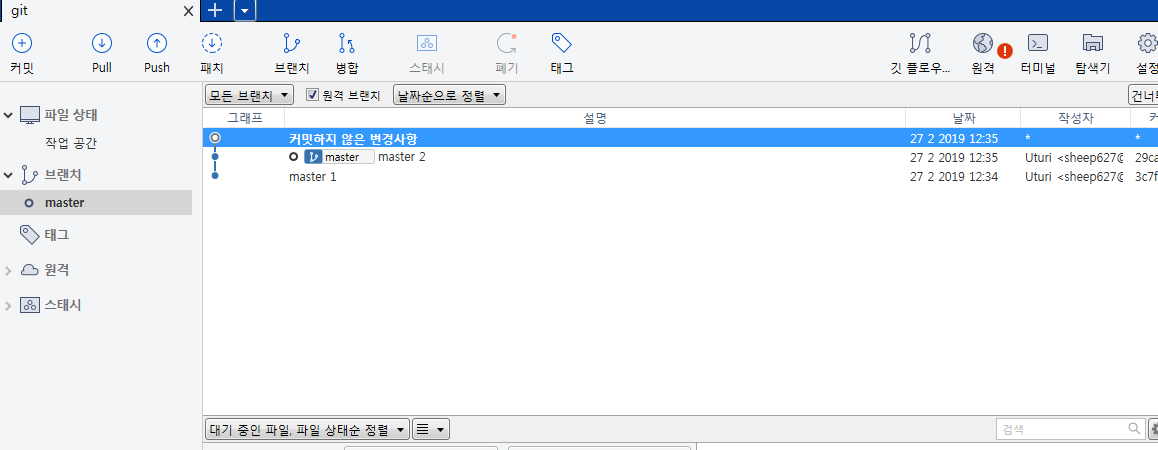 git
커밋 Pull Push 패치 브랜치 병합 스태시 폐기 태그 깃 플로우... 원격 터미널 탐색기 설정
파일 상태
작업 공간
브랜치
master
태그
원격
스태시
모든 브랜치 원격 브랜치 날짜순으로 정렬
그래프 설명 날짜 작성자
커밋하지 않은 변경사항 27 2 2019 12:35 * *
master master 2 27 2 2019 12:35 Uturi <sheep627@ 29ca
master 1 27 2 2019 12:34 Uturi <sheep627@ 3c7f
대기 중인 파일, 파일 상태순 정렬 검색